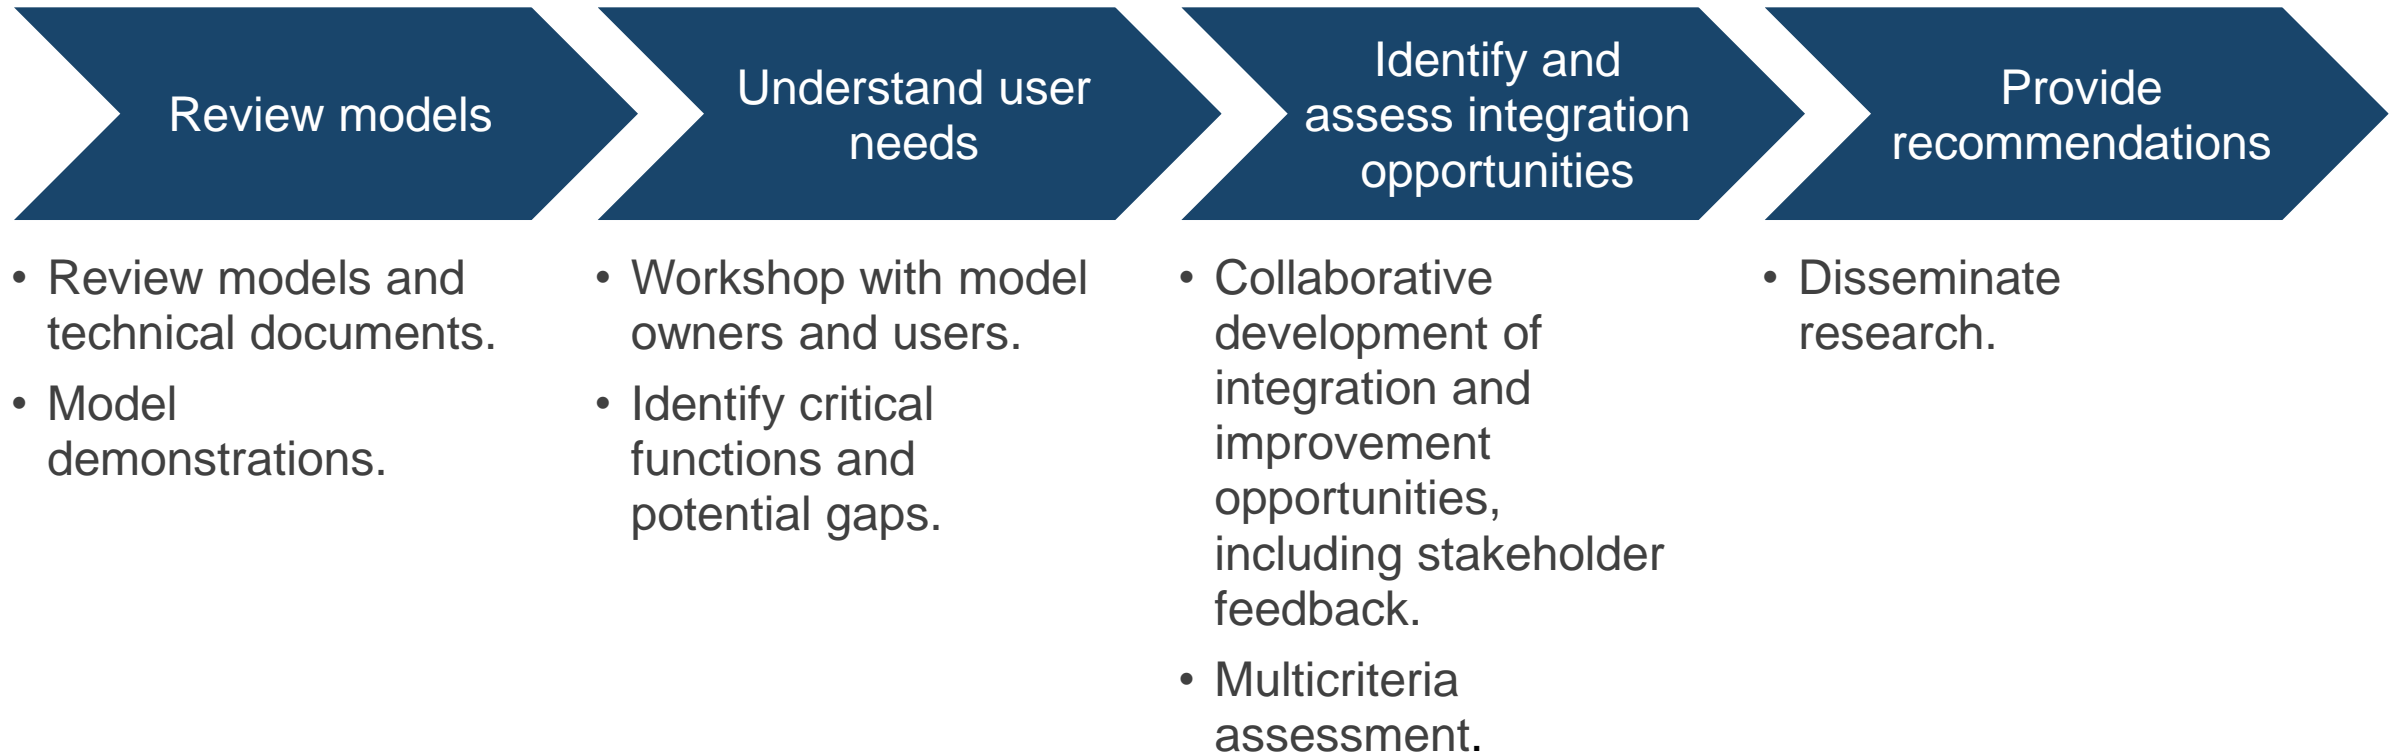 Review models
Understand user
needs
Identify and
assess integration
opportunities
Provide
recommendations
• Review models and
technical documents.
• Model
demonstrations.
• Workshop with model
owners and users.
• Identify critical
functions and
potential gaps.
• Collaborative
development of
integration and
improvement
opportunities,
including stakeholder
feedback.
• Multicriteria
assessment.
• Disseminate
research.